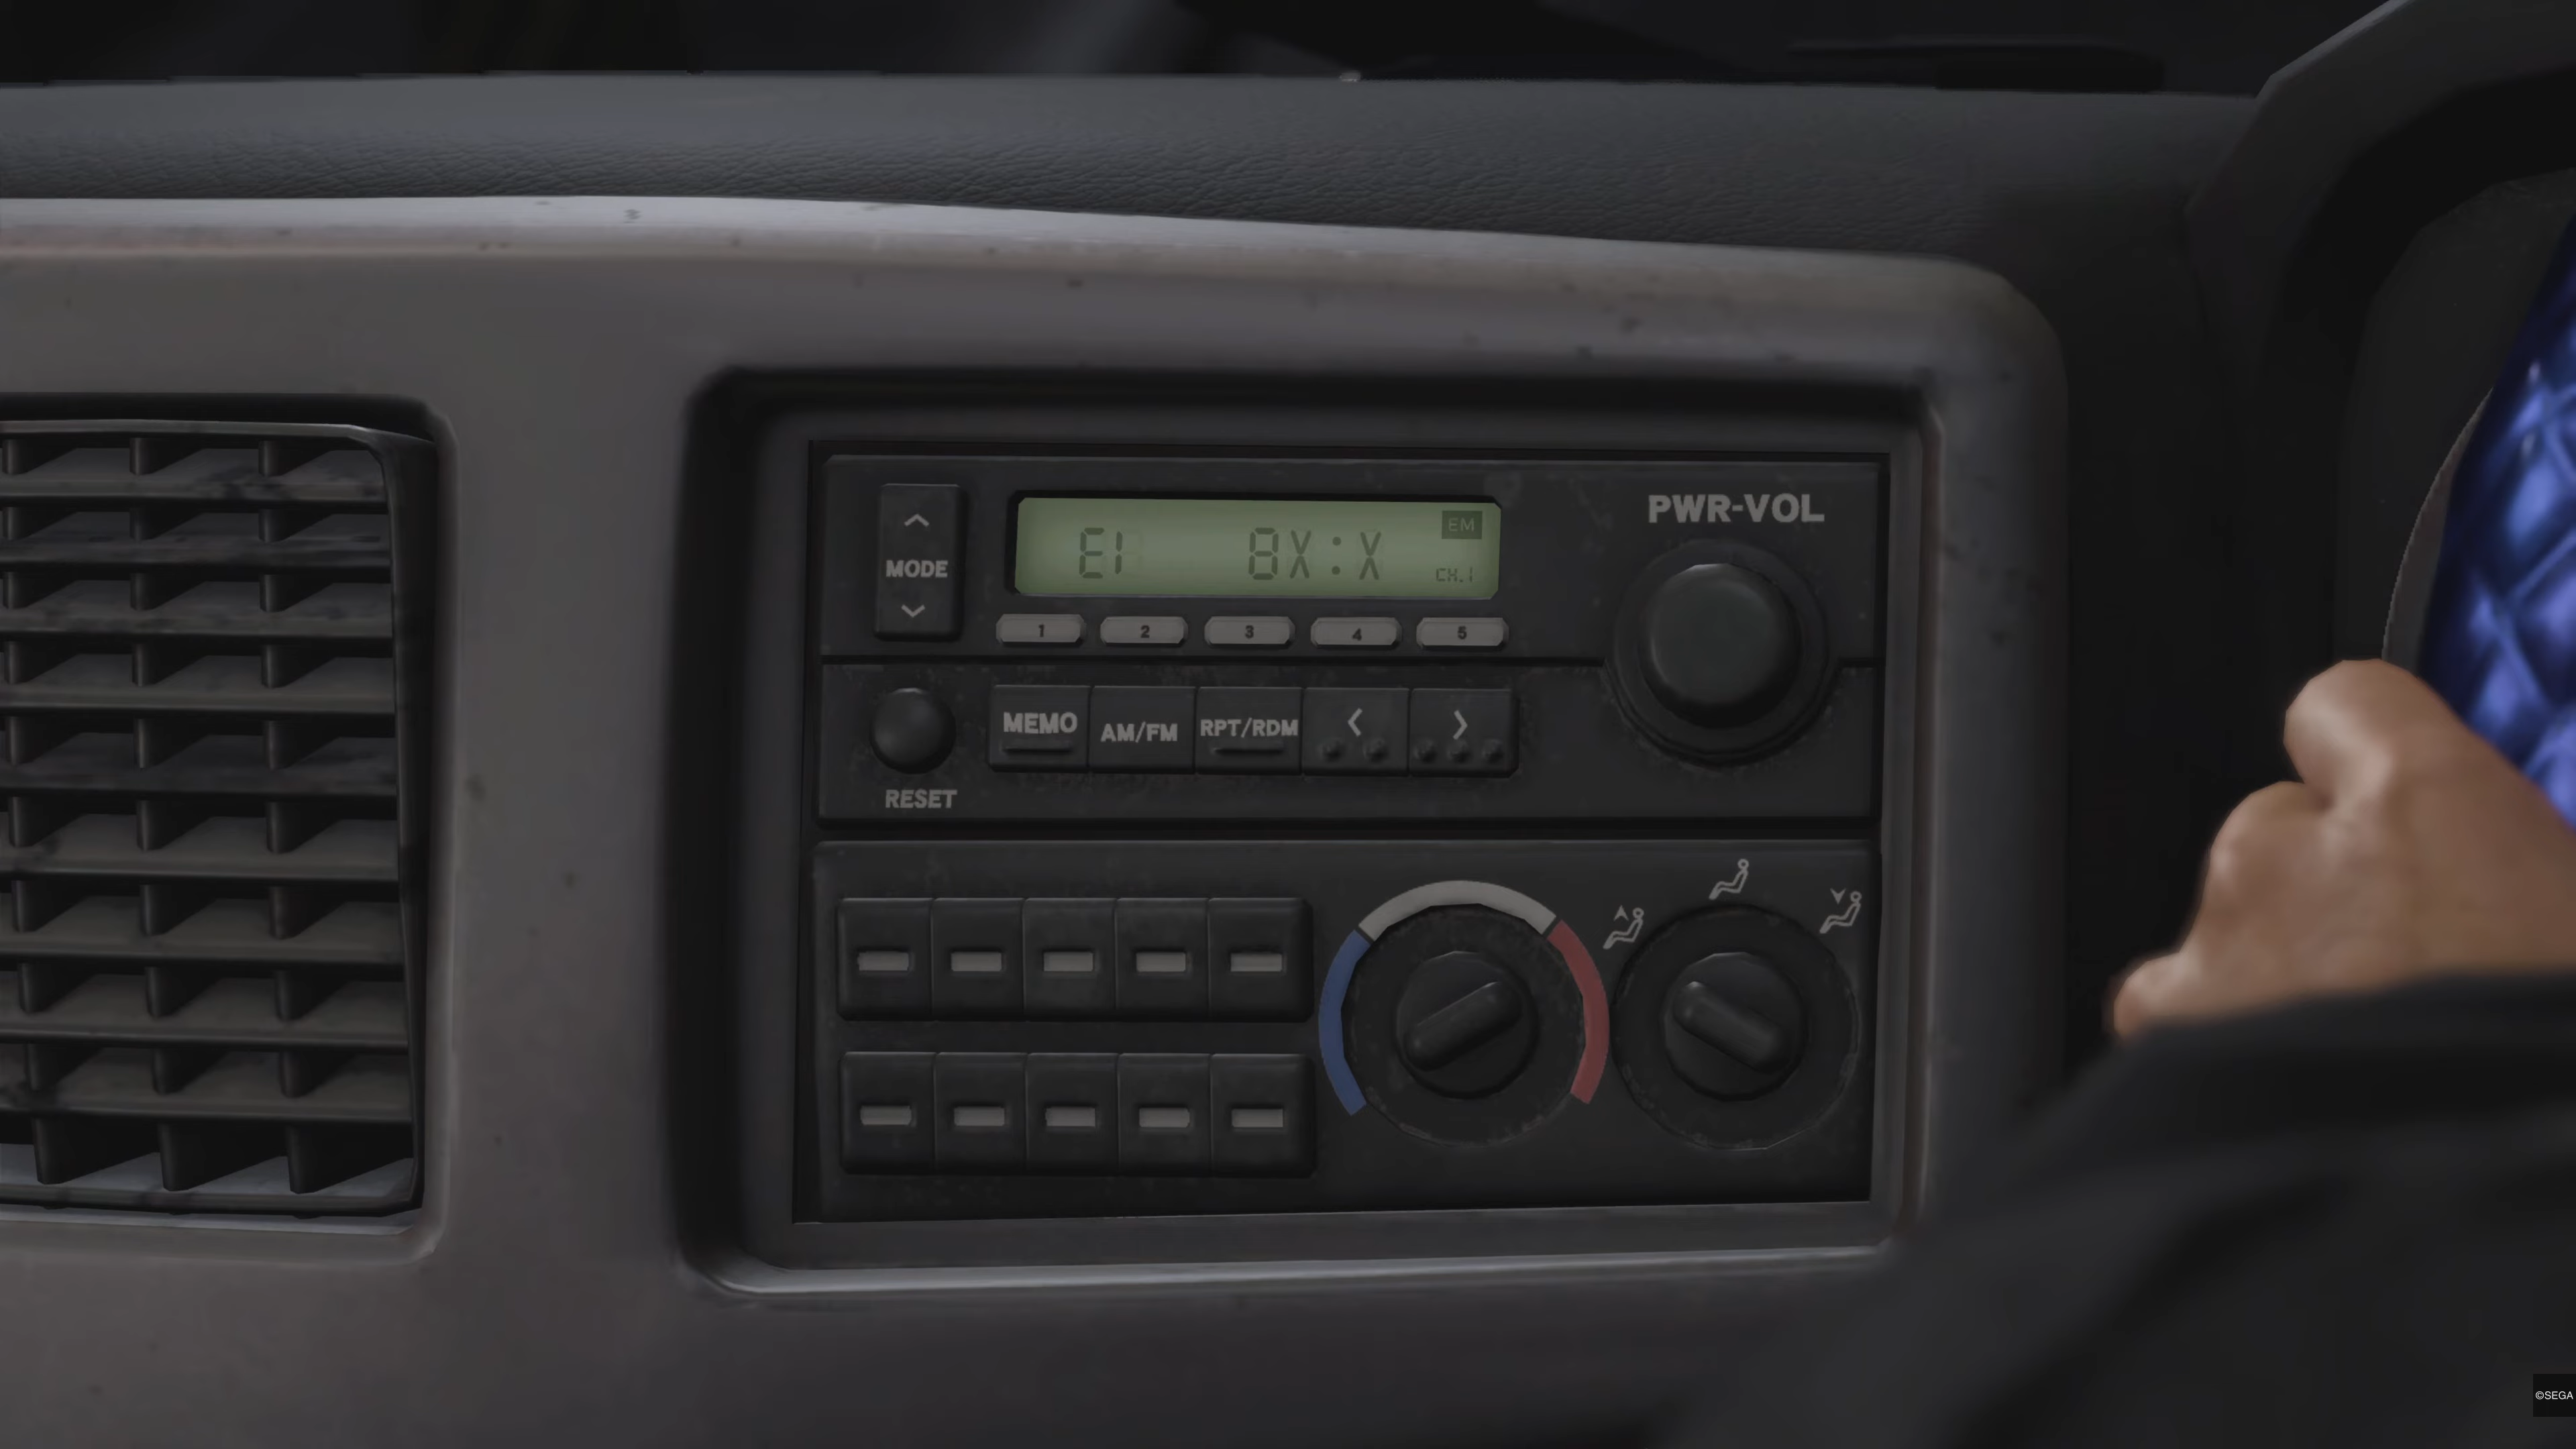 PWR-VOL
EM
MODE
E1 8X:X
CH.1
1 2 3 4 5
MEMO AM/FM RPT/RDM
RESET
©SEGA